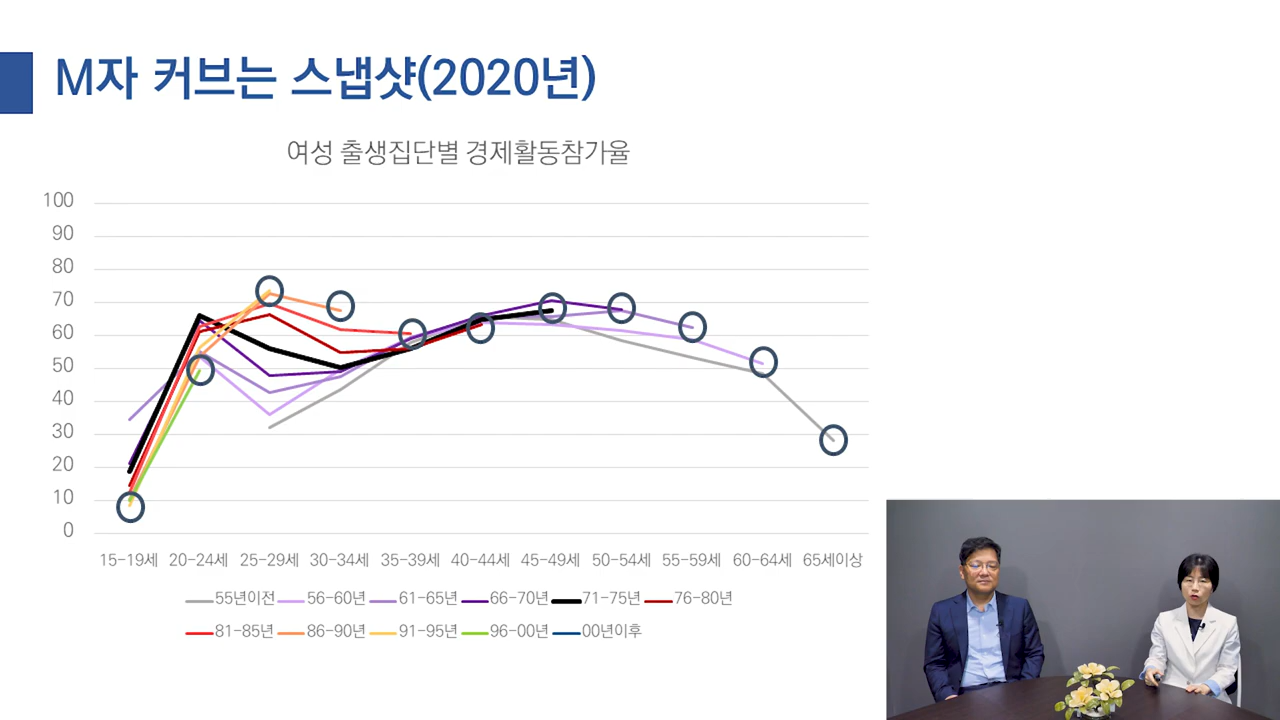 M자 커브는 스냅샷(2020년)
여성 출생집단별 경제활동참가율
100
90
80
70
60
50
40
30
20
10
0
15-19세 20-24세 25-29세 30-34세 35-39세 40-44세 45-49세 50-54세 55-59세 60-64세 65세이상
55년이전 56-60년 61-65년 66-70년 71-75년 76-80년
81-85년 86-90년 91-95년 96-00년 00년이후